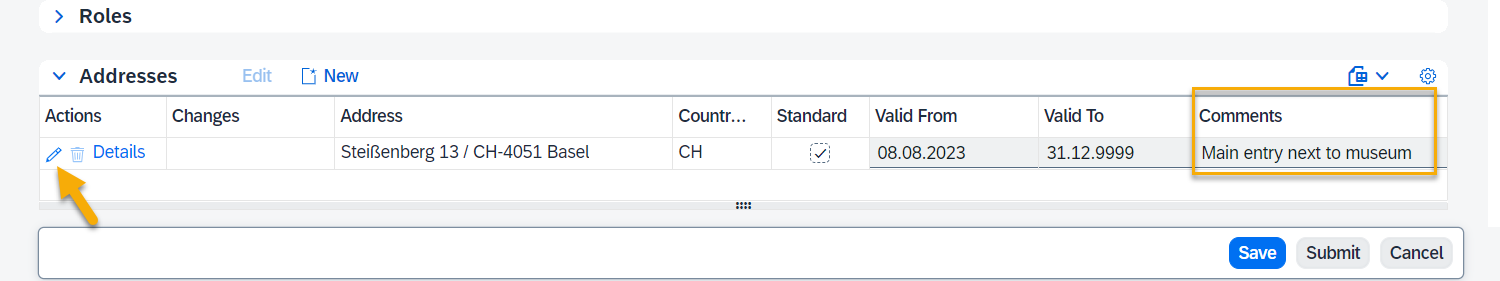 Roles
Addresses Edit New
Actions Changes Address Countr... Standard Valid From Valid To Comments
Details Steißenberg 13 / CH-4051 Basel CH 08.08.2023 31.12.9999 Main entry next to museum
Save Submit Cancel